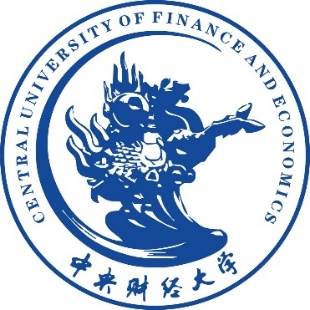 CENTRAL UNIVERSITY OF FINANCE AND ECONOMICS
中央财经大学